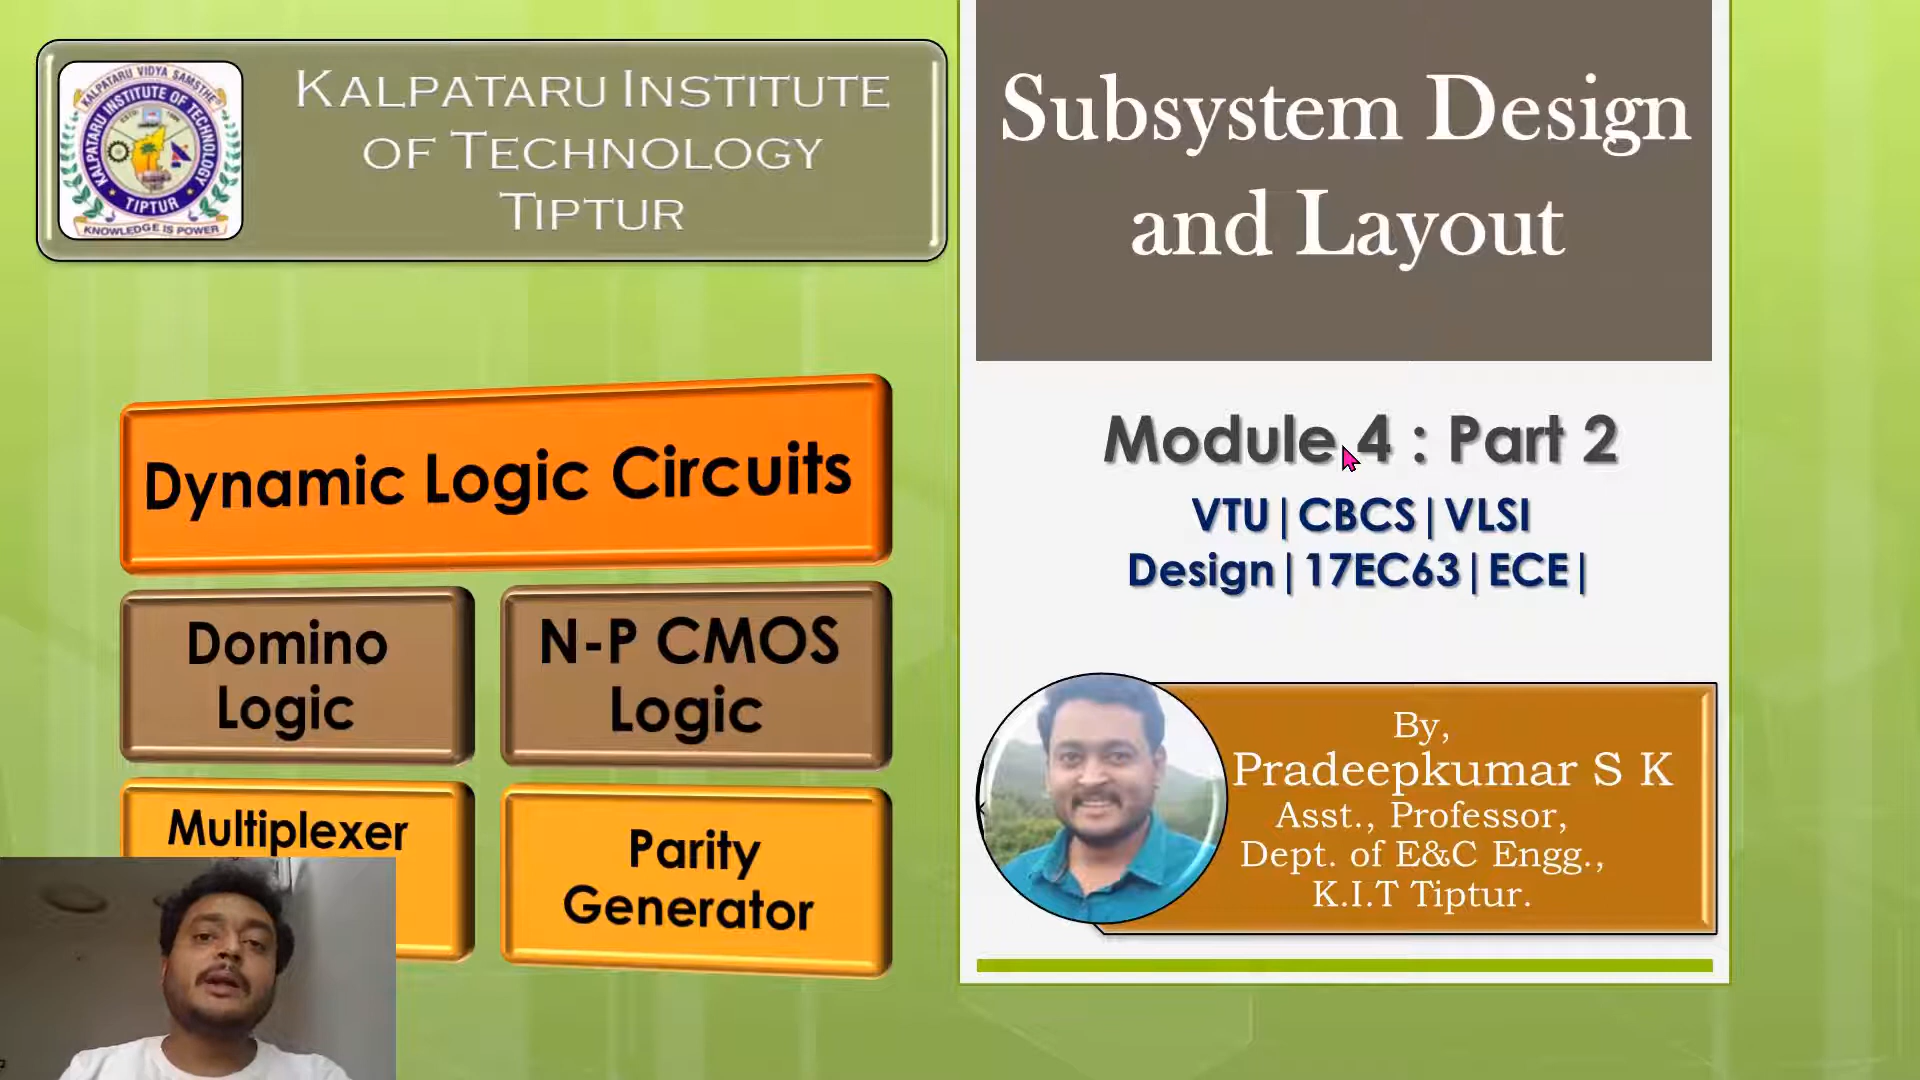 KALPATARU VIDYA SAMSTHE
KALPATARU INSTITUTE OF TECHNOLOGY
TIPTUR
KNOWLEDGE IS POWER
KALPATARU INSTITUTE
OF TECHNOLOGY
TIPTUR
Dynamic Logic Circuits
Domino
Logic
N-P CMOS
Logic
Multiplexer
Parity
Generator
Subsystem Design
and Layout
Module 4 : Part 2
VTU|CBCS|VLSI
Design|17EC63|ECE|
By,
Pradeepkumar S K
Asst., Professor,
Dept. of E&C Engg.,
K.I.T Tiptur.